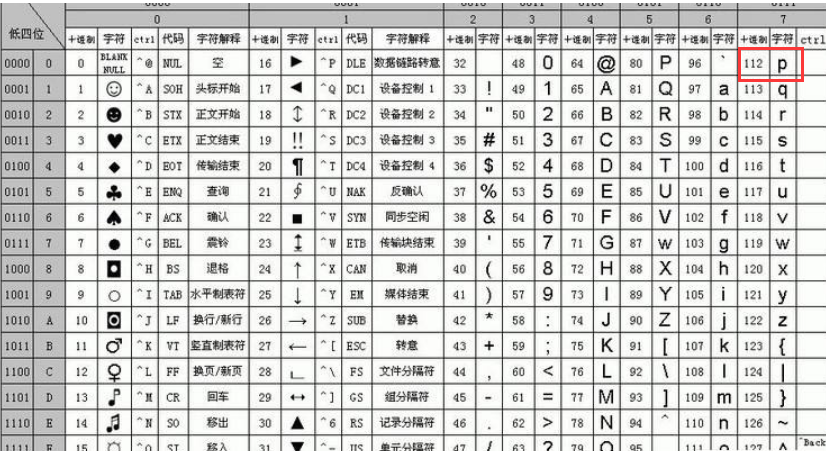 低四位 0 1 2 3 4 5 6 7
十进制 字符 ctrl 代码 字符解释 十进制 字符 ctrl 代码 字符解释 十进制 字符 十进制 字符 十进制 字符 十进制 字符 十进制 字符 十进制 字符 ctrl
0000 0 0 BLANK NULL ^@ NUL 空 16 ► ^P DLE 数据链路转意 32 48 0 64 @ 80 P 96 ` 112 p
0001 1 1 ☺ ^A SOH 头标开始 17 ◄ ^Q DC1 设备控制 1 33 ! 49 1 65 A 81 Q 97 a 113 q
0010 2 2 ☻ ^B STX 正文开始 18 ↕ ^R DC2 设备控制 2 34 " 50 2 66 B 82 R 98 b 114 r
0011 3 3 ♥ ^C ETX 正文结束 19 ‼ ^S DC3 设备控制 3 35 # 51 3 67 C 83 S 99 c 115 s
0100 4 4 ◆ ^D EOT 传输结束 20 ¶ ^T DC4 设备控制 4 36 $ 52 4 68 D 84 T 100 d 116 t
0101 5 5 ♣ ^E ENQ 查询 21 ∮ ^U NAK 反确认 37 % 53 5 69 E 85 U 101 e 117 u
0110 6 6 ♠ ^F ACK 确认 22 ■ ^V SYN 同步空闲 38 & 54 6 70 F 86 V 102 f 118 v
0111 7 7 ● ^G BEL 震铃 23 ↨ ^W ETB 传输块结束 39 ' 55 7 71 G 87 w 103 g 119 w
1000 8 8 ◘ ^H BS 退格 24 ↑ ^X CAN 取消 40 ( 56 8 72 H 88 X 104 h 120 x
1001 9 9 ○ ^I TAB 水平制表符 25 ↓ ^Y EM 媒体结束 41 ) 57 9 73 I 89 Y 105 i 121 y
1010 A 10 ◙ ^J LF 换行/新行 26 → ^Z SUB 替换 42 * 58 : 74 J 90 Z 106 j 122 z
1011 B 11 ♂ ^K VT 竖直制表符 27 ← ^[ ESC 转意 43 + 59 ; 75 K 91 [ 107 k 123 {
1100 C 12 ♀ ^L FF 换页/新页 28 ∟ ^\ FS 文件分隔符 44 , 60 < 76 L 92 \ 108 l 124 |
1101 D 13 ♪ ^M CR 回车 29 ↔ ^] GS 组分隔符 45 - 61 = 77 M 93 ] 109 m 125 }
1110 E 14 ♫ ^N SO 移出 30 ▲ ^6 RS 记录分隔符 46 . 62 > 78 N 94 ^ 110 n 126 ~
1111 F 15 ☼ ^O SI 移入 31 ▼ ^- US 单元分隔符 47 / 63 ? 79 O 95 111 o 127 ^Back